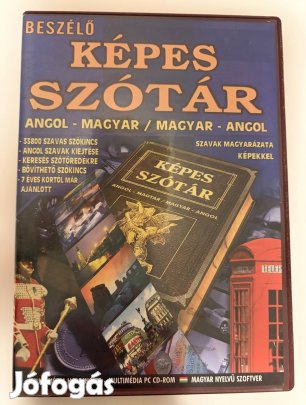 BESZÉLŐ
KÉPES
SZÓTÁR
ANGOL - MAGYAR / MAGYAR - ANGOL
- 55800 SZAVAS SZÓKINCS
- ANGOL SZAVAK KIEJTÉSE
- KERESÉS SZÓTÖREDÉKRE
- BŐVÍTHETŐ SZÓKINCS
- 7 ÉVES KORTÓL MÁR
AJÁNLOTT
SZAVAK MAGYARÁZATA
KÉPEKKEL
KÉPES
ANGOL - MAGYAR - MAGYAR - ANGOL
SZÓTÁR
TELEP
MULTIMÉDIA PC CD-ROM
MAGYAR NYELVŰ SZOFTVER
Jófogás